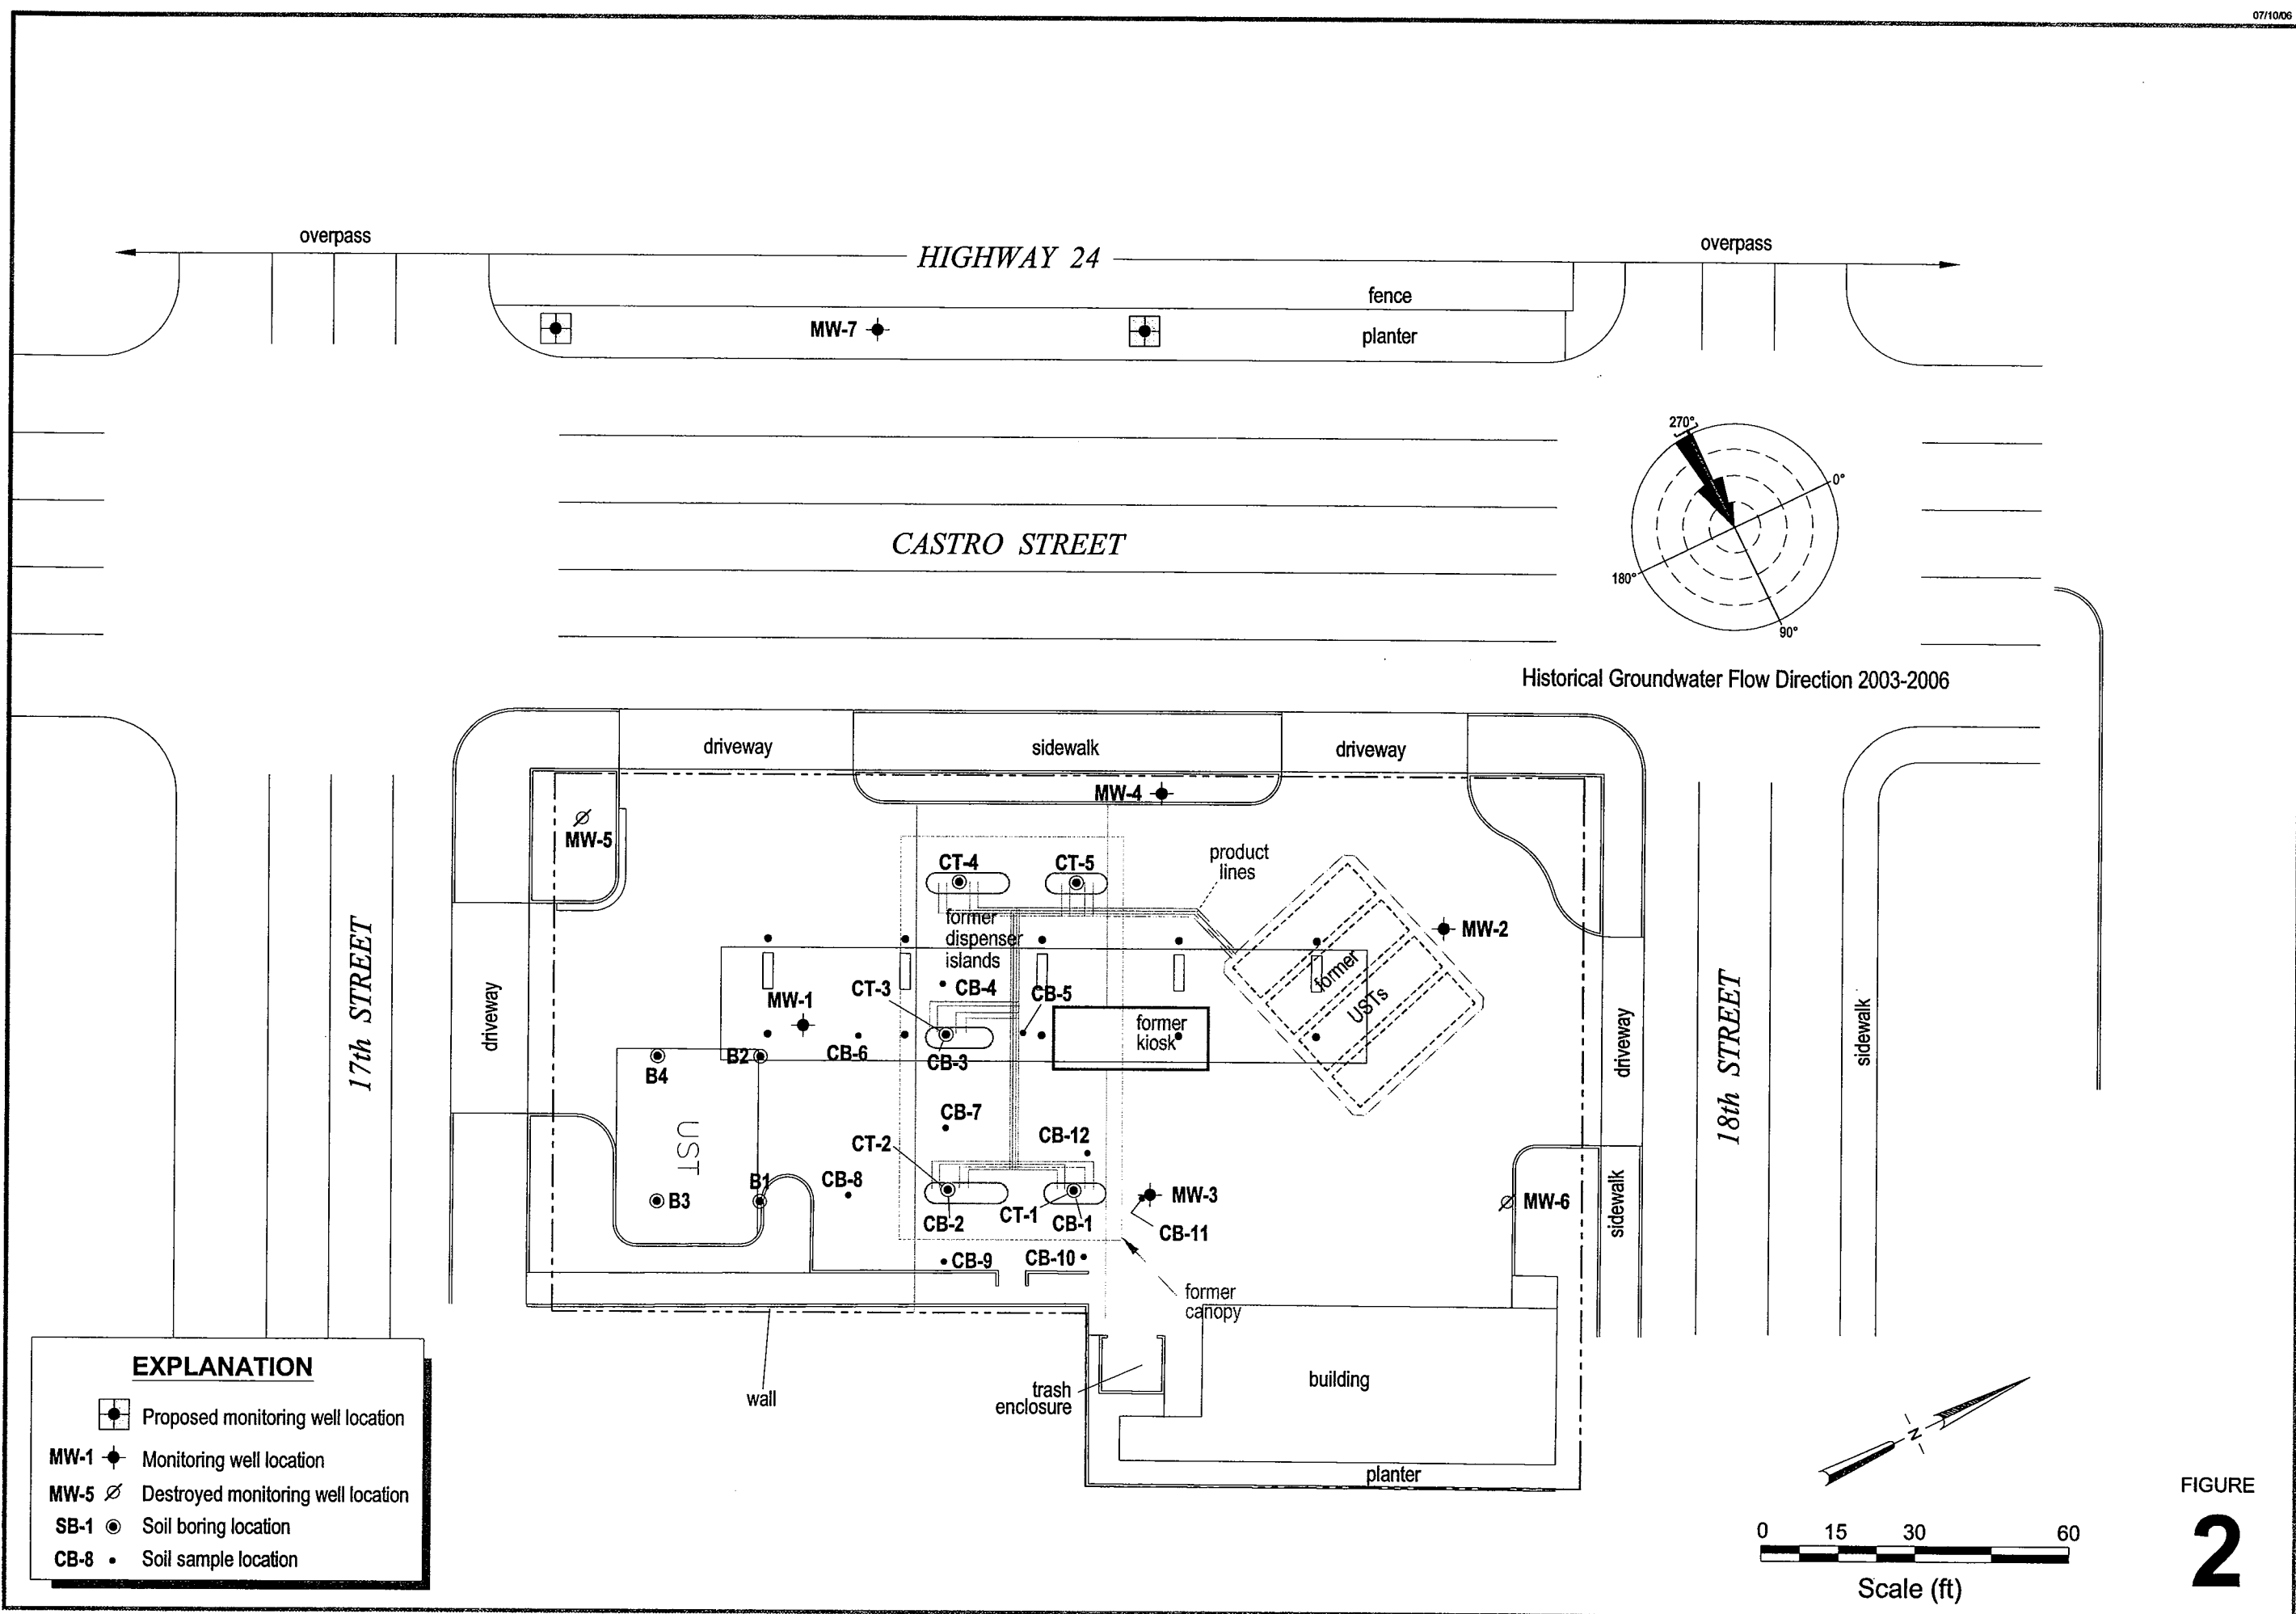 07/10/06
overpass
HIGHWAY 24
overpass
fence
MW-7
planter
270°
0°
180°
90°
CASTRO STREET
Historical Groundwater Flow Direction 2003-2006
driveway
sidewalk
driveway
MW-4
MW-5
CT-4
CT-5
product
lines
former
dispenser
islands
MW-2
17th STREET
driveway
MW-1
CT-3
CB-4
CB-5
former
USTs
former
kiosk
B4
B2
CB-6
CB-3
driveway
18th STREET
sidewalk
UST
CB-7
CT-2
CB-12
B3
B1
CB-8
CB-2
CT-1
CB-1
MW-3
CB-11
MW-6
sidewalk
CB-9
CB-10
former
canopy
wall
trash
enclosure
building
planter
EXPLANATION
Proposed monitoring well location
MW-1 Monitoring well location
MW-5 Destroyed monitoring well location
SB-1 Soil boring location
CB-8 Soil sample location
N
0 15 30 60
Scale (ft)
FIGURE
2